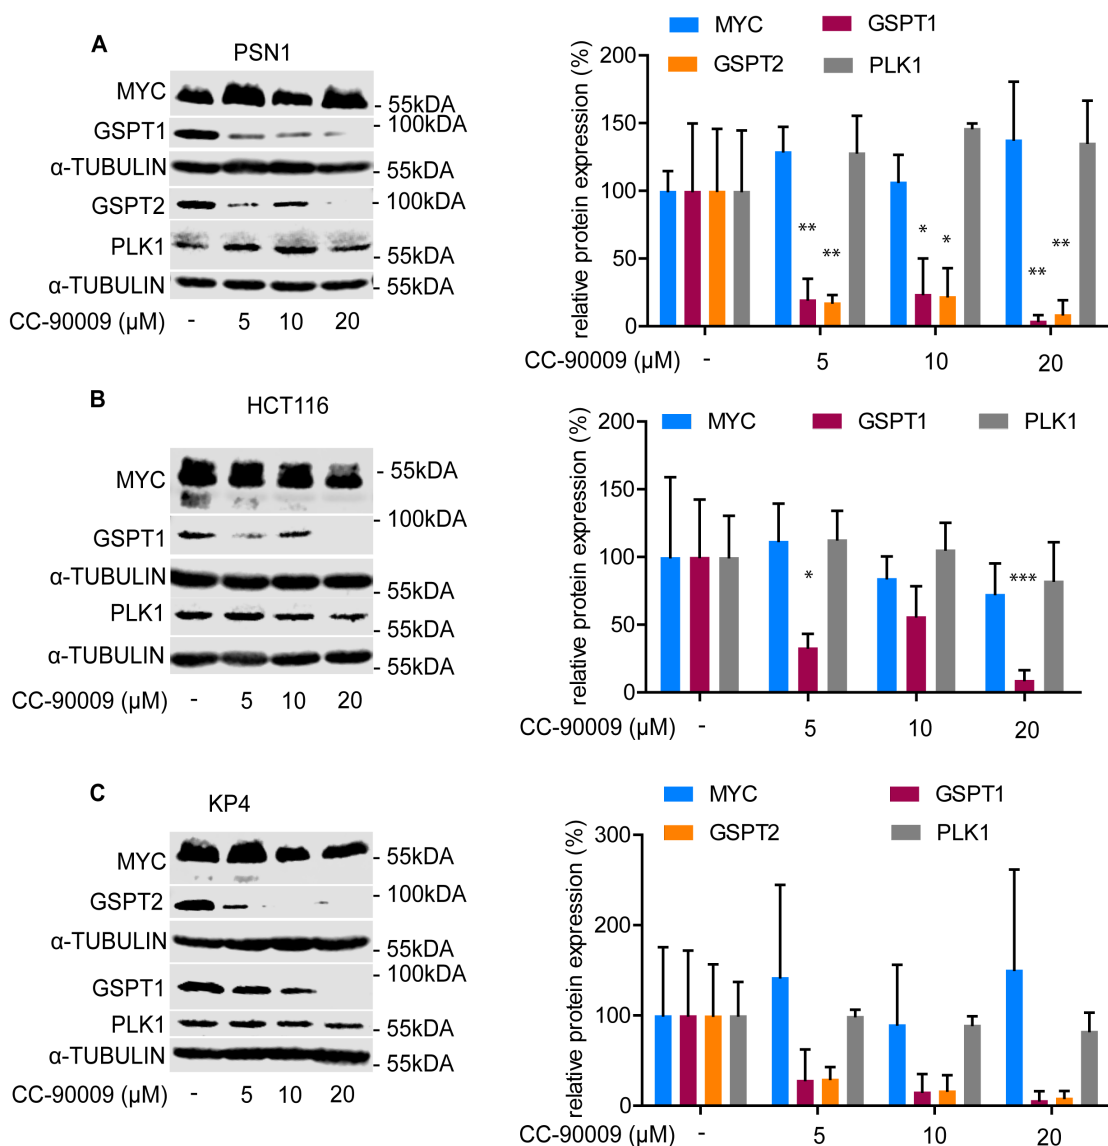 A
PSN1
MYC
- 55kDA
GSPT1
- 100kDA
α-TUBULIN
- 55kDA
GSPT2
- 100kDA
PLK1
- 55kDA
α-TUBULIN
- 55kDA
CC-90009 (µM) - 5 10 20
MYC GSPT1
GSPT2 PLK1
relative protein expression (%)
200
150
100
50
0
** ** * * ** **
CC-90009 (µM) - 5 10 20
B
HCT116
MYC
- 55kDA
- 100kDA
GSPT1
α-TUBULIN
- 55kDA
PLK1
- 55kDA
α-TUBULIN
- 55kDA
CC-90009 (µM) - 5 10 20
MYC GSPT1 PLK1
relative protein expression (%)
200
150
100
50
0
* ***
CC-90009 (µM) - 5 10 20
C
KP4
MYC
- 55kDA
GSPT2
- 100kDA
α-TUBULIN
- 55kDA
- 100kDA
GSPT1
PLK1
- 55kDA
α-TUBULIN
- 55kDA
CC-90009 (µM) - 5 10 20
MYC GSPT1
GSPT2 PLK1
relative protein expression (%)
300
200
100
0
CC-90009 (µM) - 5 10 20